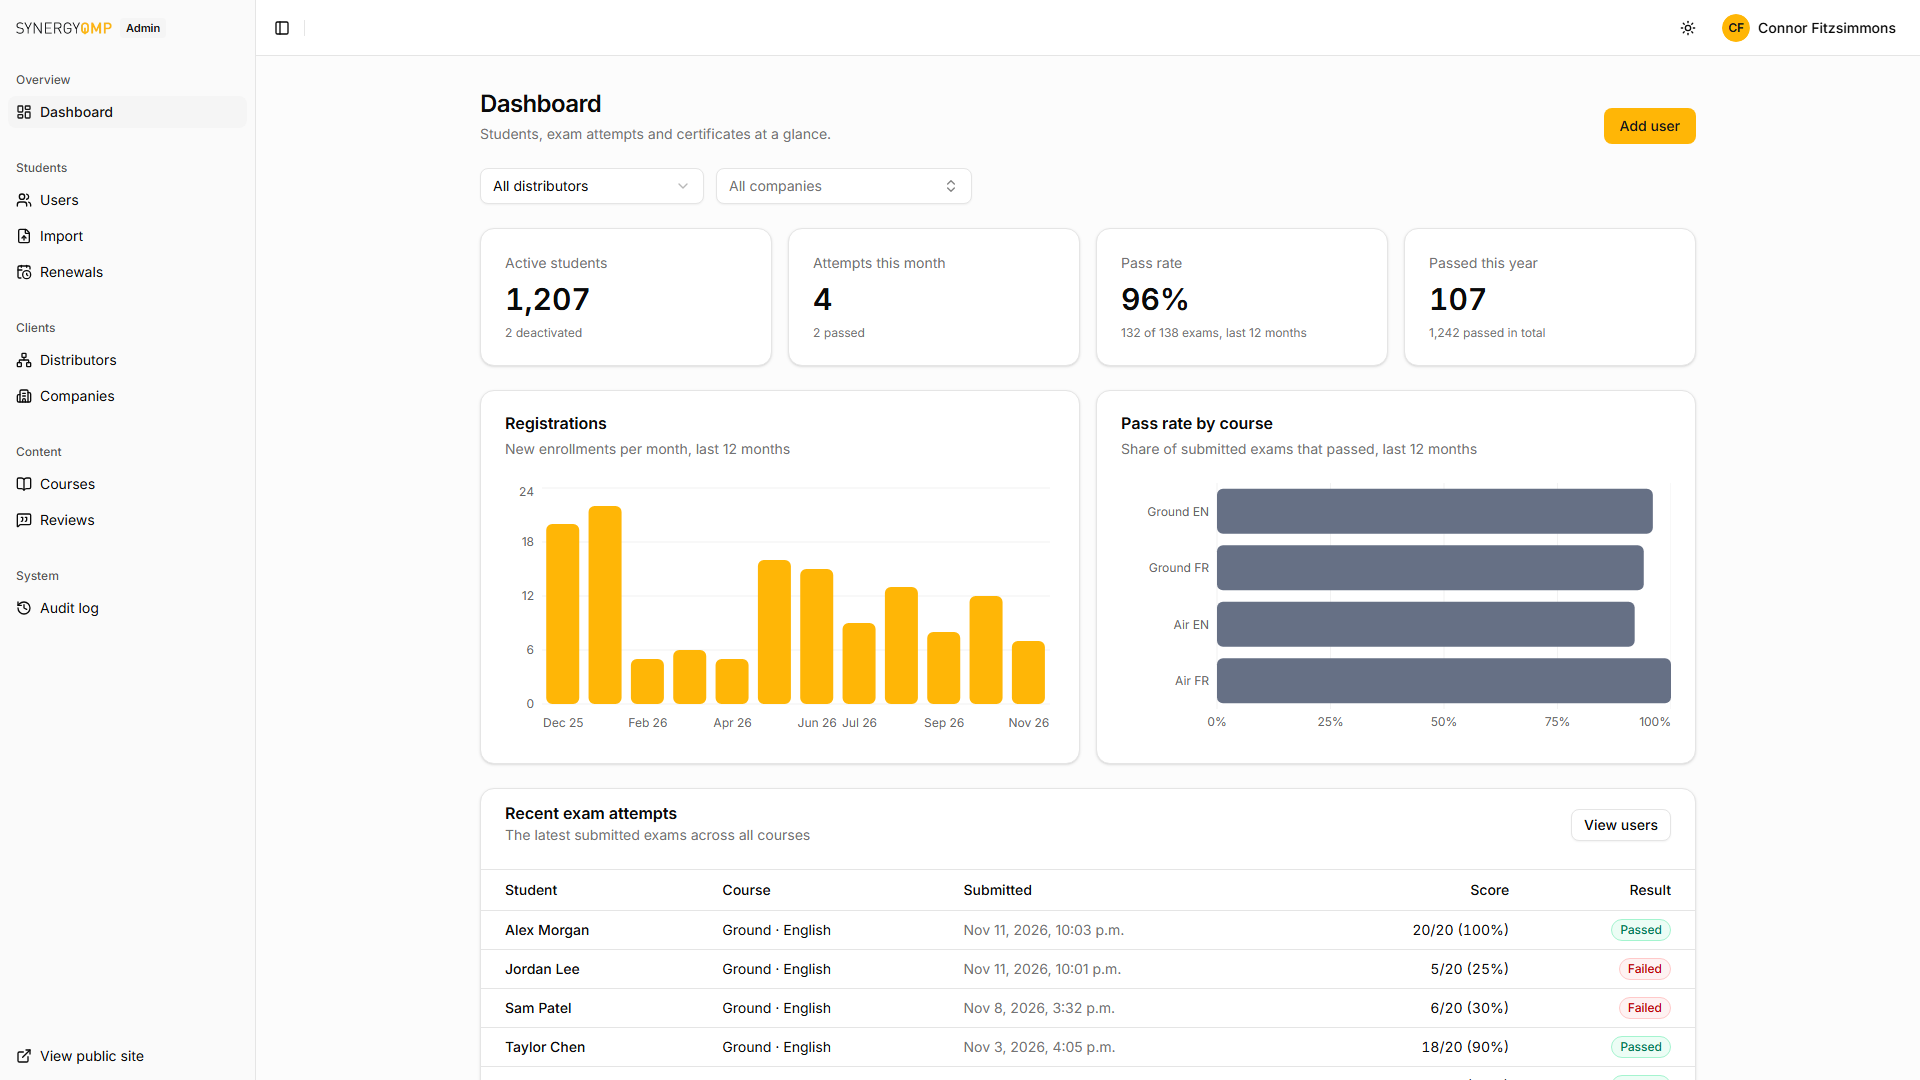 SYNERGYQMP Admin
Connor Fitzsimmons
CF
Overview
Dashboard
Students
Users
Import
Renewals
Clients
Distributors
Companies
Content
Courses
Reviews
System
Audit log
View public site
Dashboard
Students, exam attempts and certificates at a glance.
Add user
All distributors
All companies
Active students
1,207
2 deactivated
Attempts this month
4
2 passed
Pass rate
96%
132 of 138 exams, last 12 months
Passed this year
107
1,242 passed in total
Registrations
New enrollments per month, last 12 months
24
18
12
6
0
Dec 25 Feb 26 Apr 26 Jun 26 Jul 26 Sep 26 Nov 26
Pass rate by course
Share of submitted exams that passed, last 12 months
Ground EN
Ground FR
Air EN
Air FR
0% 25% 50% 75% 100%
Recent exam attempts
The latest submitted exams across all courses
View users
Student Course Submitted Score Result
Alex Morgan Ground · English Nov 11, 2026, 10:03 p.m. 20/20 (100%) Passed
Jordan Lee Ground · English Nov 11, 2026, 10:01 p.m. 5/20 (25%) Failed
Sam Patel Ground · English Nov 8, 2026, 3:32 p.m. 6/20 (30%) Failed
Taylor Chen Ground · English Nov 3, 2026, 4:05 p.m. 18/20 (90%) Passed